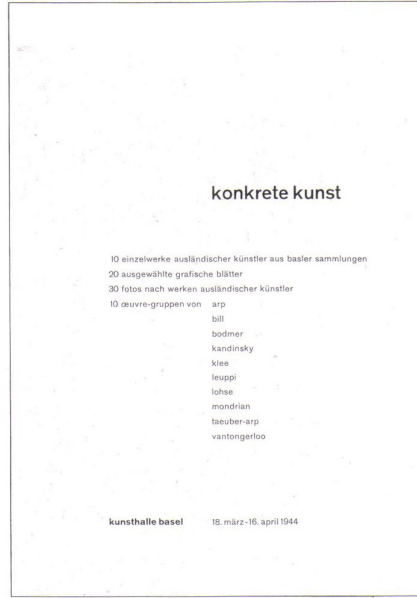 konkrete kunst
10 einzelwerke ausländischer künstler aus basler sammlungen
20 ausgewählte grafische blätter
30 fotos nach werken ausländischer künstler
10 œuvre-gruppen von arp
bill
bodmer
kandinsky
klee
leuppi
lohse
mondrian
taeuber-arp
vantongerloo
kunsthalle basel 18. märz-16. april 1944